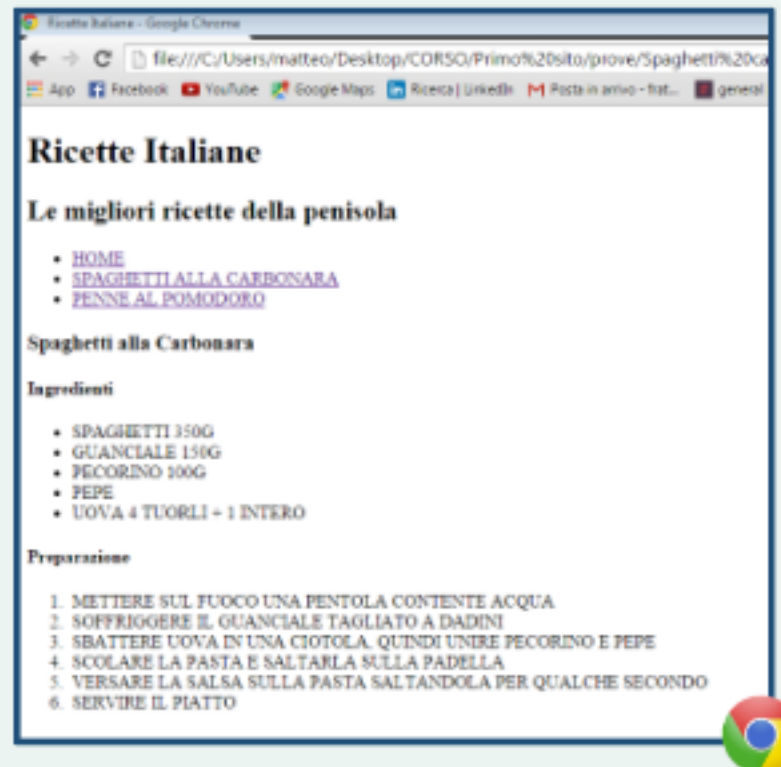 Ricette Italiane - Google Chrome
file:///C:/Users/matteo/Desktop/CORSO/Primo%20sito/prove/Spaghetti%20ca
App Facebook YouTube Google Maps Ricerca | LinkedIn Posta in arrivo - frat... general
Ricette Italiane
Le migliori ricette della penisola
• HOME
• SPAGHETTI ALLA CARBONARA
• PENNE AL POMODORO
Spaghetti alla Carbonara
Ingredienti
• SPAGHETTI 350G
• GUANCIALE 150G
• PECORINO 100G
• PEPE
• UOVA 4 TUORLI + 1 INTERO
Preparazione
1. METTERE SUL FUOCO UNA PENTOLA CONTENTE ACQUA
2. SOFFRIGGERE IL GUANCIALE TAGLIATO A DADINI
3. SBATTERE UOVA IN UNA CIOTOLA. QUINDI UNIRE PECORINO E PEPE
4. SCOLARE LA PASTA E SALTARLA SULLA PADELLA
5. VERSARE LA SALSA SULLA PASTA SALTANDOLA PER QUALCHE SECONDO
6. SERVIRE IL PIATTO